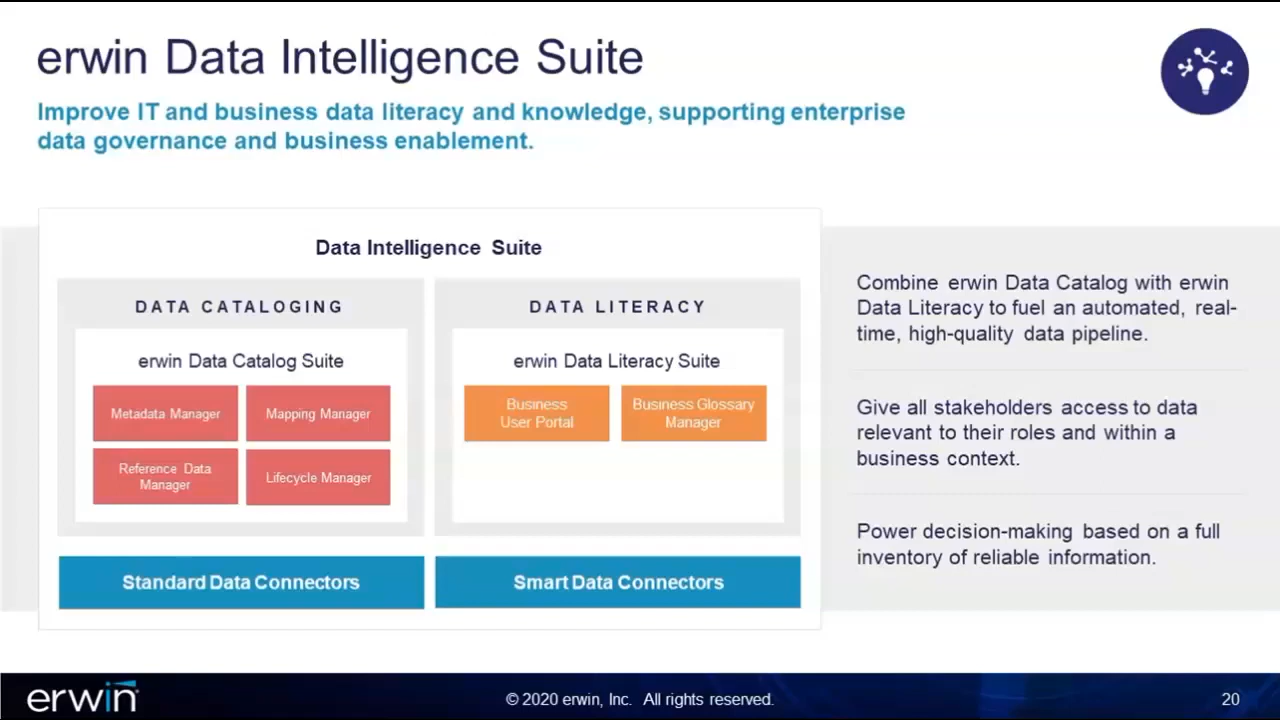 erwin Data Intelligence Suite
Improve IT and business data literacy and knowledge, supporting enterprise
data governance and business enablement.
Data Intelligence Suite
DATA CATALOGING
erwin Data Catalog Suite
Metadata Manager
Mapping Manager
Reference Data
Manager
Lifecycle Manager
DATA LITERACY
erwin Data Literacy Suite
Business
User Portal
Business Glossary
Manager
Standard Data Connectors
Smart Data Connectors
Combine erwin Data Catalog with erwin
Data Literacy to fuel an automated, real-
time, high-quality data pipeline.
Give all stakeholders access to data
relevant to their roles and within a
business context.
Power decision-making based on a full
inventory of reliable information.
erwin
© 2020 erwin, Inc. All rights reserved.
20